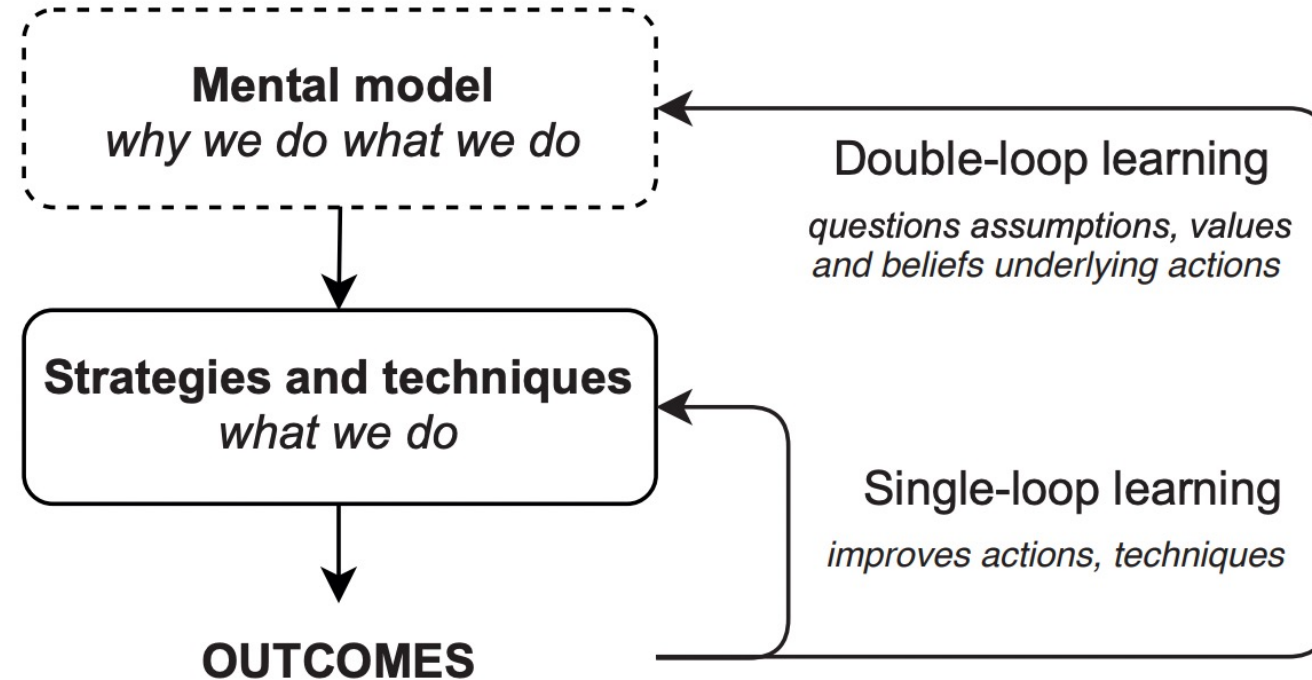 Mental model
why we do what we do
Double-loop learning
questions assumptions, values
and beliefs underlying actions
Strategies and techniques
what we do
Single-loop learning
improves actions, techniques
OUTCOMES